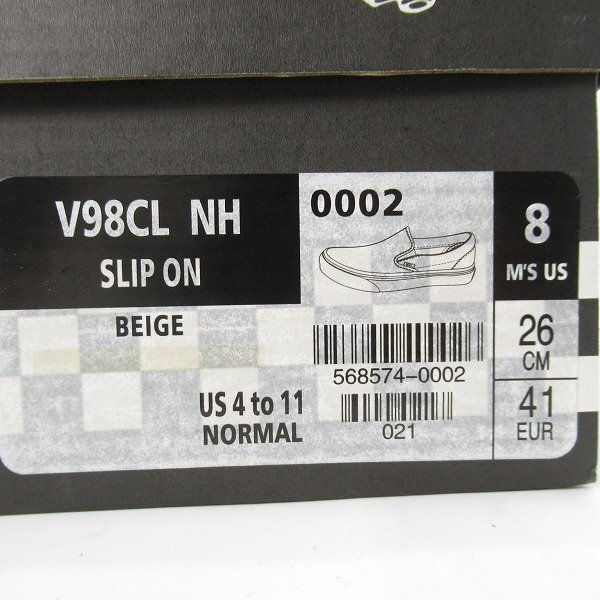 V98CL NH
SLIP ON
BEIGE
US 4 to 11
NORMAL
0002
568574-0002
021
8
M'S US
26
CM
41
EUR